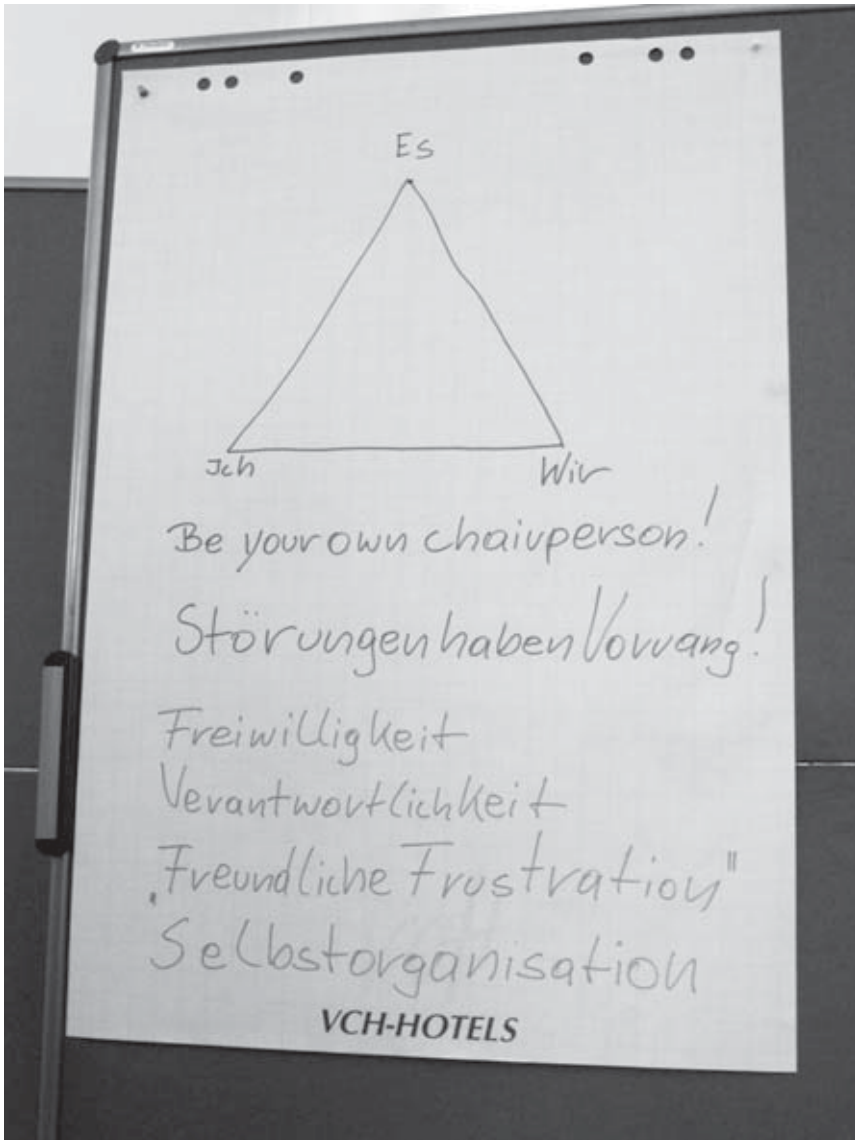 Es
Ich Wir
Be your own chairperson!
Störungen haben Vorrang!
Freiwilligkeit
Verantwortlichkeit
„Freundliche Frustration"
Selbstorganisation
VCH-HOTELS